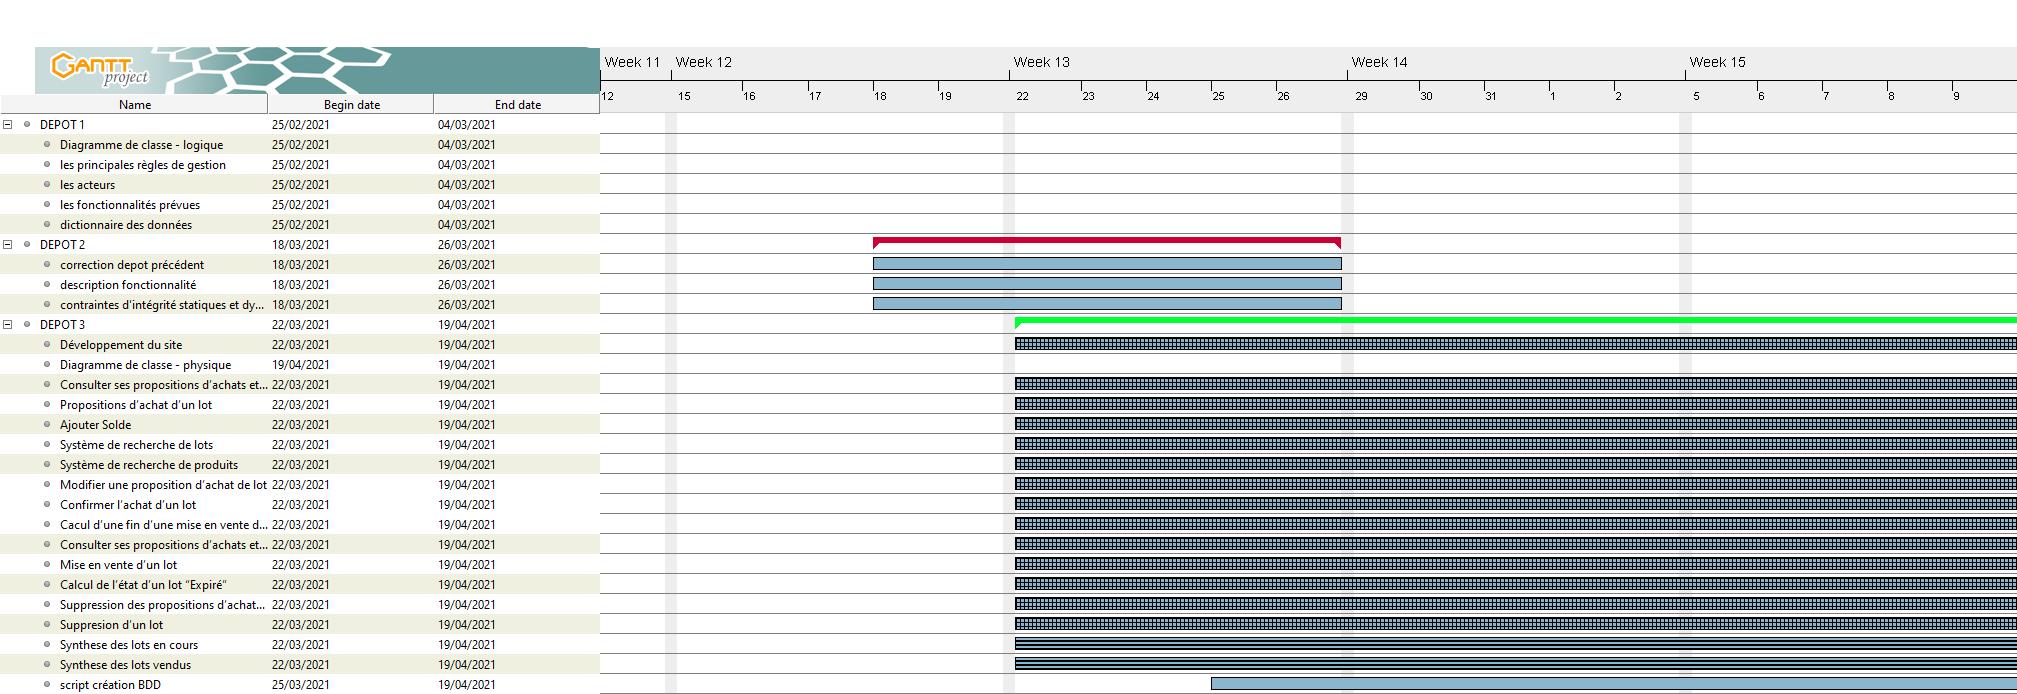 GANTT
project
Week 11 Week 12 Week 13 Week 14 Week 15
12 15 16 17 18 19 22 23 24 25 26 29 30 31 1 2 5 6 7 8 9
Name Begin date End date
DEPOT 1 25/02/2021 04/03/2021
Diagramme de classe - logique 25/02/2021 04/03/2021
les principales règles de gestion 25/02/2021 04/03/2021
les acteurs 25/02/2021 04/03/2021
les fonctionnalités prévues 25/02/2021 04/03/2021
dictionnaire des données 25/02/2021 04/03/2021
DEPOT 2 18/03/2021 26/03/2021
correction depot précédent 18/03/2021 26/03/2021
description fonctionnalité 18/03/2021 26/03/2021
contraintes d'intégrité statiques et dy... 18/03/2021 26/03/2021
DEPOT 3 22/03/2021 19/04/2021
Développement du site 22/03/2021 19/04/2021
Diagramme de classe - physique 19/04/2021 19/04/2021
Consulter ses propositions d’achats et... 22/03/2021 19/04/2021
Propositions d’achat d’un lot 22/03/2021 19/04/2021
Ajouter Solde 22/03/2021 19/04/2021
Système de recherche de lots 22/03/2021 19/04/2021
Système de recherche de produits 22/03/2021 19/04/2021
Modifier une proposition d’achat de lot 22/03/2021 19/04/2021
Confirmer l’achat d’un lot 22/03/2021 19/04/2021
Cacul d’une fin d’une mise en vente d... 22/03/2021 19/04/2021
Consulter ses propositions d’achats et... 22/03/2021 19/04/2021
Mise en vente d’un lot 22/03/2021 19/04/2021
Calcul de l’état d’un lot “Expiré” 22/03/2021 19/04/2021
Suppression des propositions d’achat... 22/03/2021 19/04/2021
Suppresion d’un lot 22/03/2021 19/04/2021
Synthese des lots en cours 22/03/2021 19/04/2021
Synthese des lots vendus 22/03/2021 19/04/2021
script création BDD 25/03/2021 19/04/2021